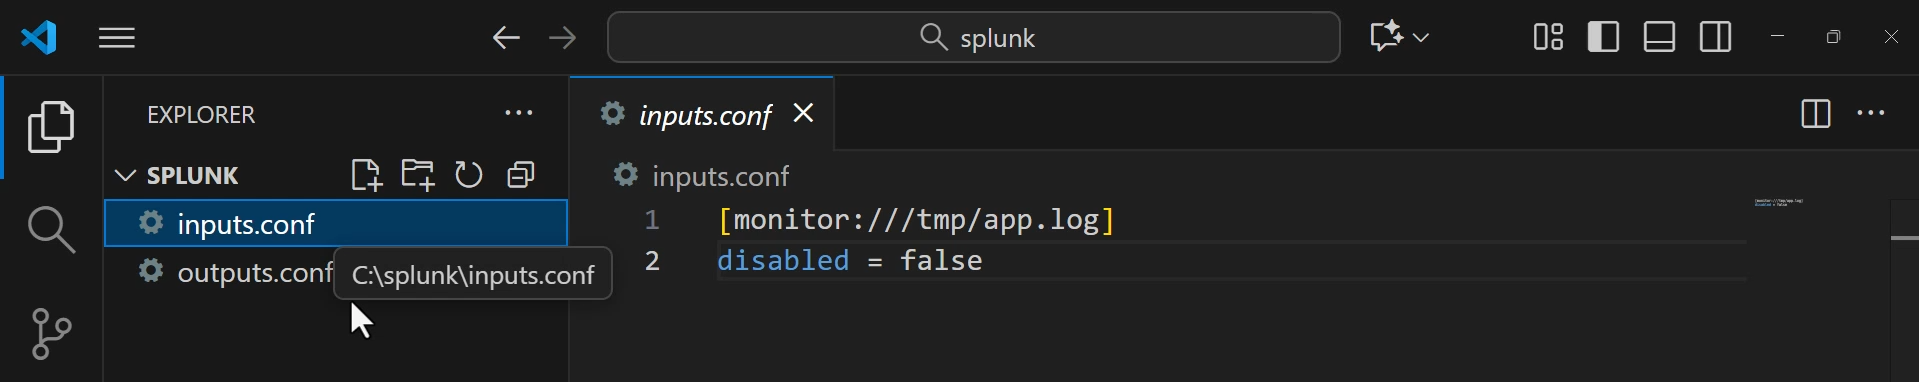 splunk
EXPLORER
SPLUNK
inputs.conf
outputs.conf
C:\splunk\inputs.conf
inputs.conf
inputs.conf
1 [monitor:///tmp/app.log]
2 disabled = false